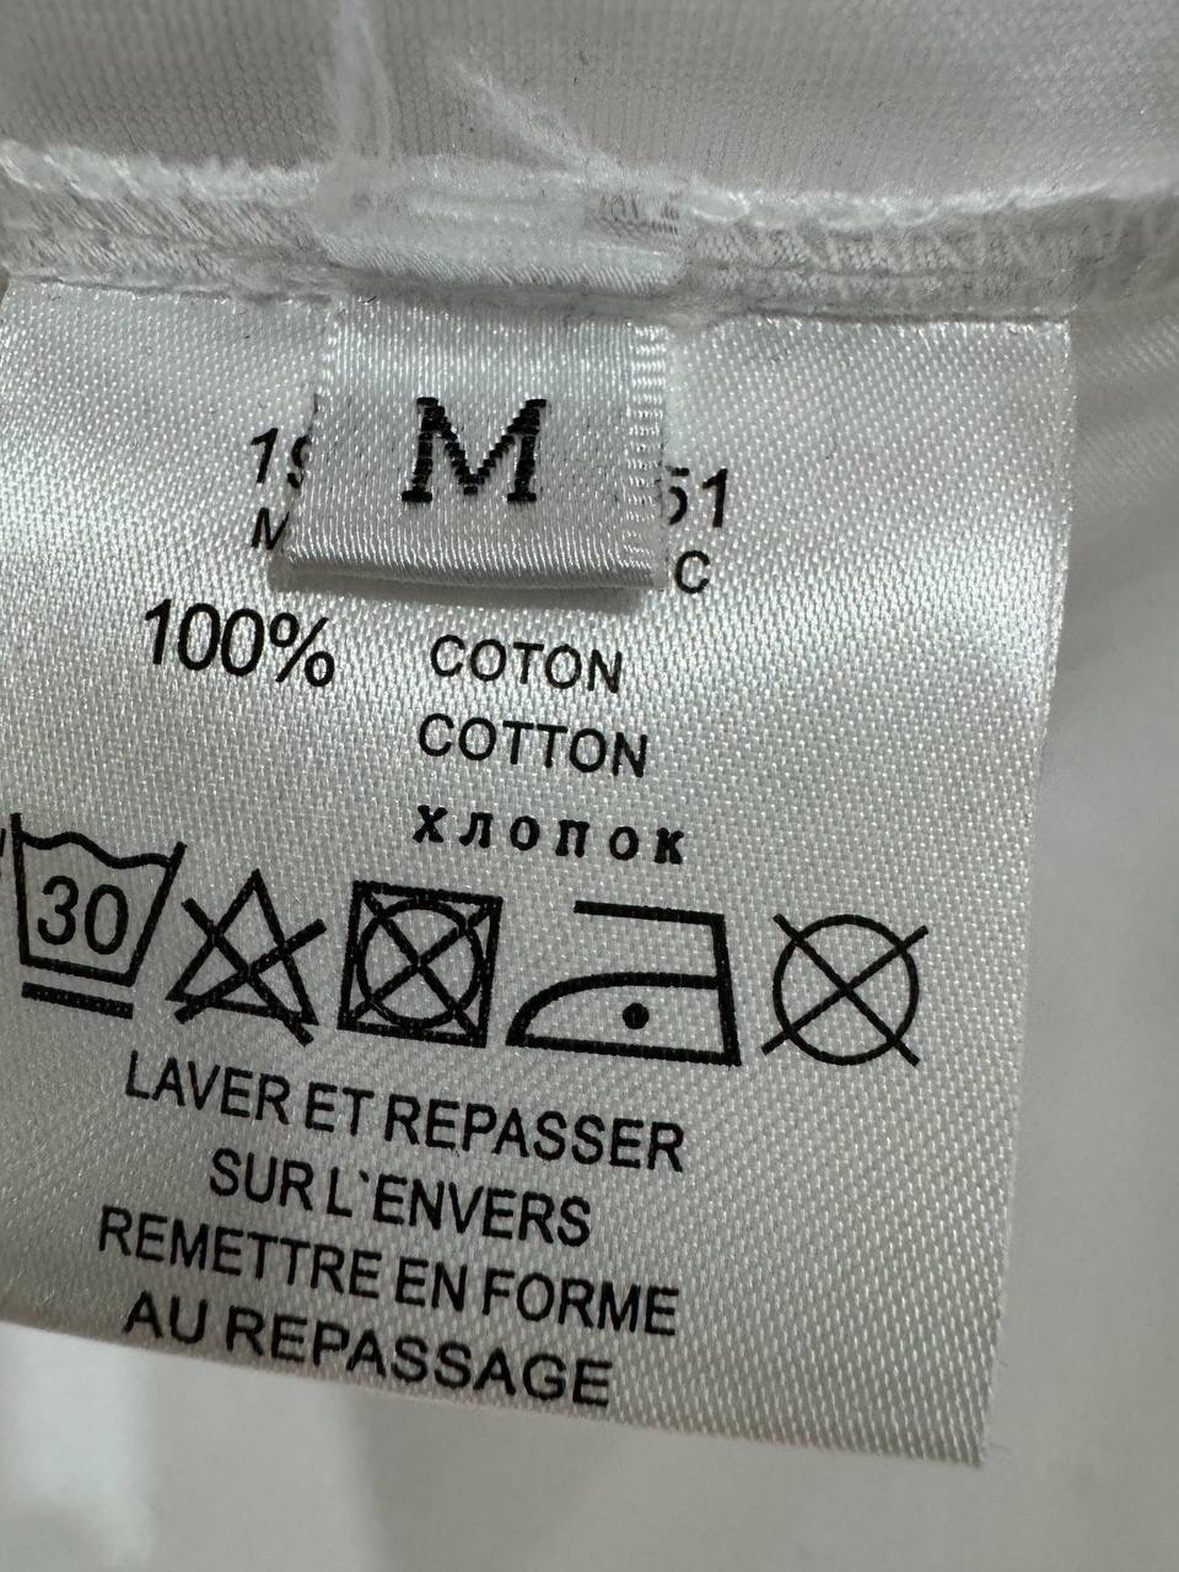 M
100% COTON
COTTON
хлопок
30
LAVER ET REPASSER
SUR L`ENVERS
REMETTRE EN FORME
AU REPASSAGE